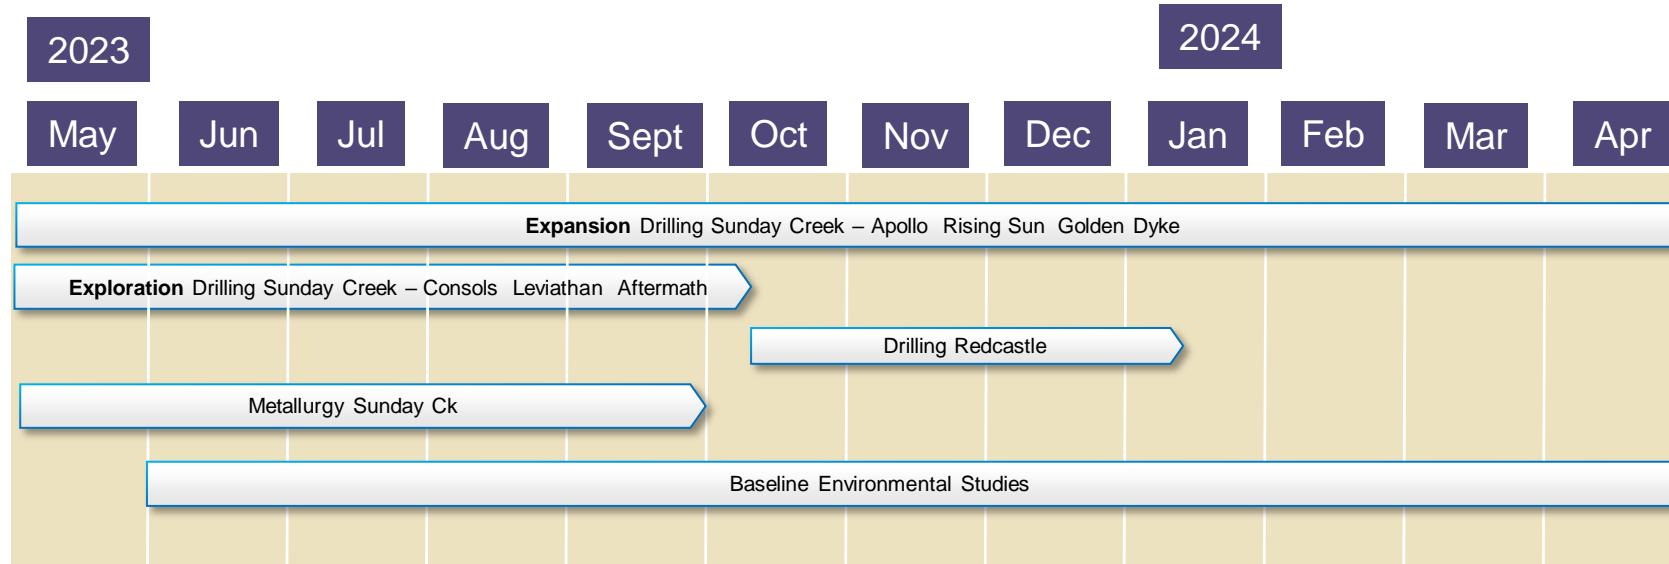 2023
2024
May Jun Jul Aug Sept Oct Nov Dec Jan Feb Mar Apr
Expansion Drilling Sunday Creek – Apollo Rising Sun Golden Dyke
Exploration Drilling Sunday Creek – Consols Leviathan Aftermath
Drilling Redcastle
Metallurgy Sunday Ck
Baseline Environmental Studies